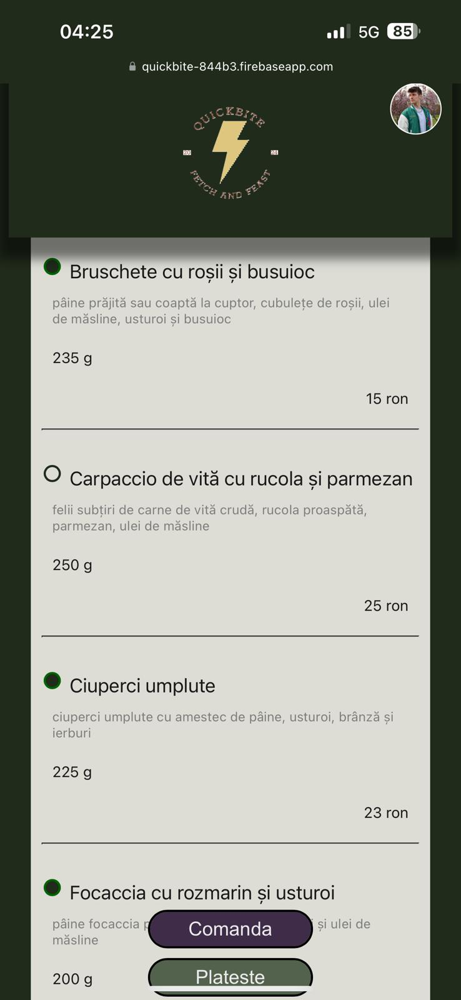 04:25
5G
85
quickbite-844b3.firebaseapp.com
QUICKBITE
20
24
FETCH AND FEAST
Bruschete cu roșii și busuioc
pâine prăjită sau coaptă la cuptor, cubulețe de roșii, ulei
de măsline, usturoi și busuioc
235 g
15 ron
Carpaccio de vită cu rucola și parmezan
felii subțiri de carne de vită crudă, rucola proaspătă,
parmezan, ulei de măsline
250 g
25 ron
Ciuperci umplute
ciuperci umplute cu amestec de pâine, usturoi, brânză și
ierburi
225 g
23 ron
Focaccia cu rozmarin și usturoi
pâine focaccia
și ulei de
Comanda
măsline
200 g
Plateste